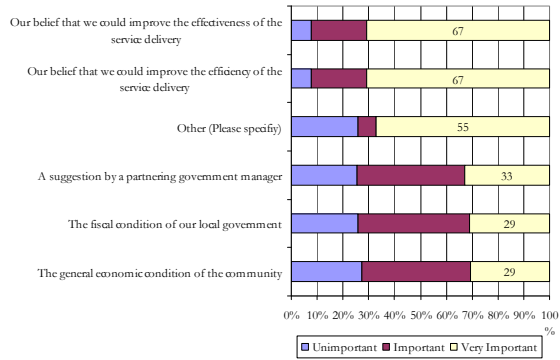 Our belief that we could improve the effectiveness of the
service delivery
67
Our belief that we could improve the efficiency of the
service delivery
67
Other (Please specifiy)
55
A suggestion by a partnering government manager
33
The fiscal condition of our local government
29
The general economic condition of the community
29
0% 10% 20% 30% 40% 50% 60% 70% 80% 90% 100
%
Unimportant Important Very Important